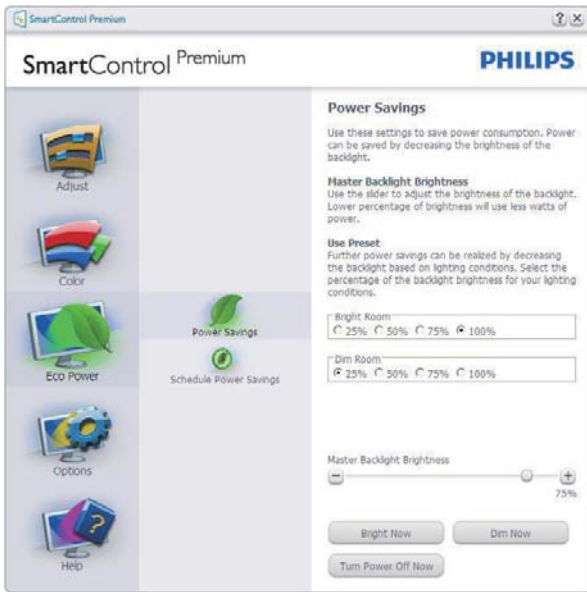 SmartControl Premium
SmartControl Premium
PHILIPS
Adjust
Color
Eco Power
Options
Help
Power Savings
Schedule Power Savings
Power Savings
Use these settings to save power consumption. Power
can be saved by decreasing the brightness of the
backlight.
Master Backlight Brightness
Use the slider to adjust the brightness of the backlight.
Lower percentage of brightness will use less watts of
power.
Use Preset
Further power savings can be realized by decreasing
the backlight based on lighting conditions. Select the
percentage of the backlight brightness for your lighting
conditions.
Bright Room
25% 50% 75% 100%
Dim Room
25% 50% 75% 100%
Master Backlight Brightness
75%
Bright Now Dim Now
Turn Power Off Now